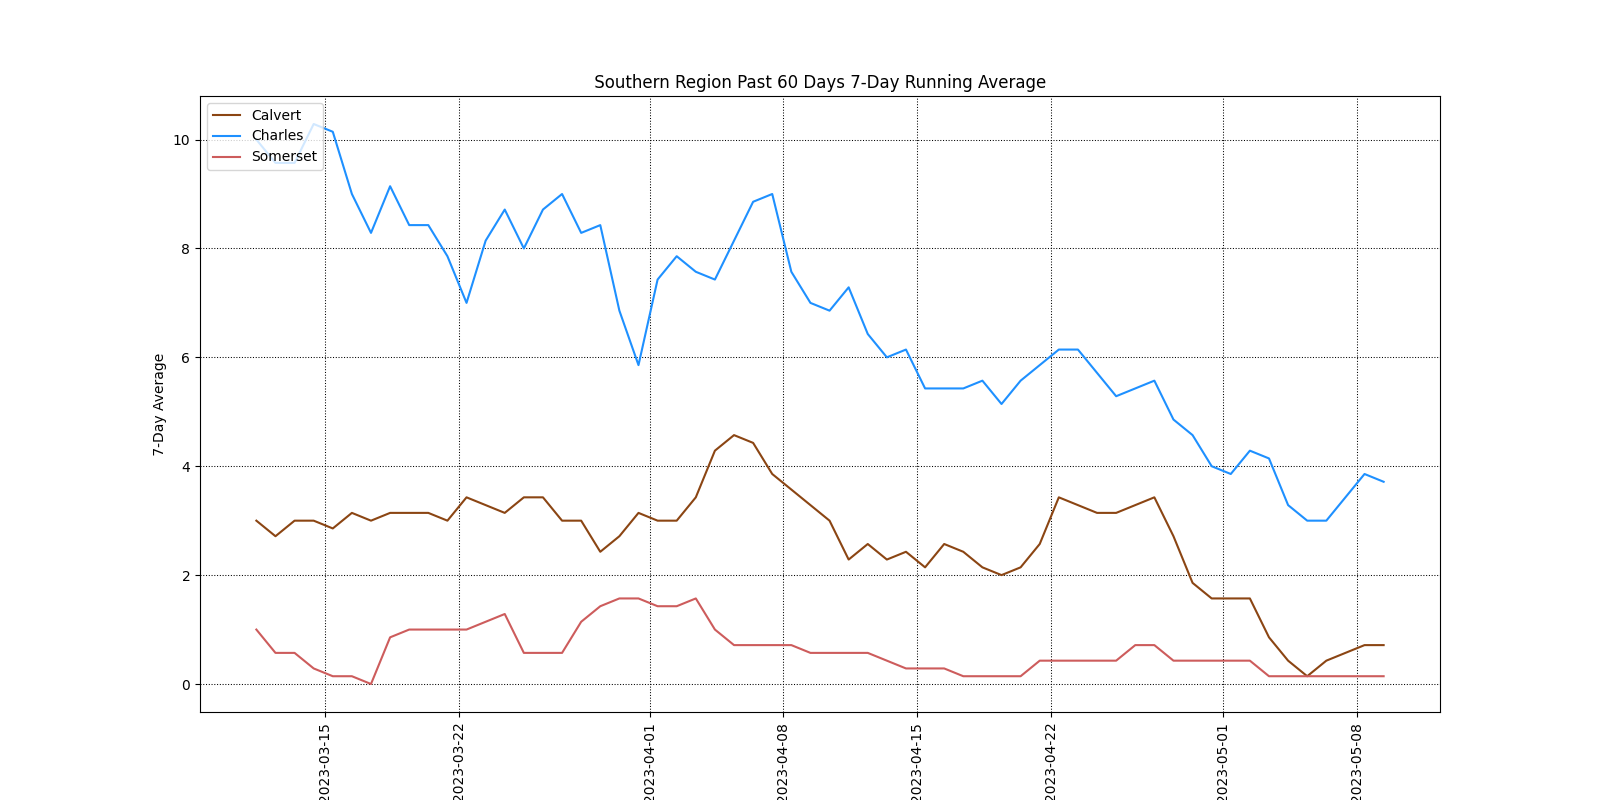 Southern Region Past 60 Days 7-Day Running Average
Calvert
Charles
Somerset
7-Day Average
10
8
6
4
2
0
2023-03-15
2023-03-22
2023-04-01
2023-04-08
2023-04-15
2023-04-22
2023-05-01
2023-05-08